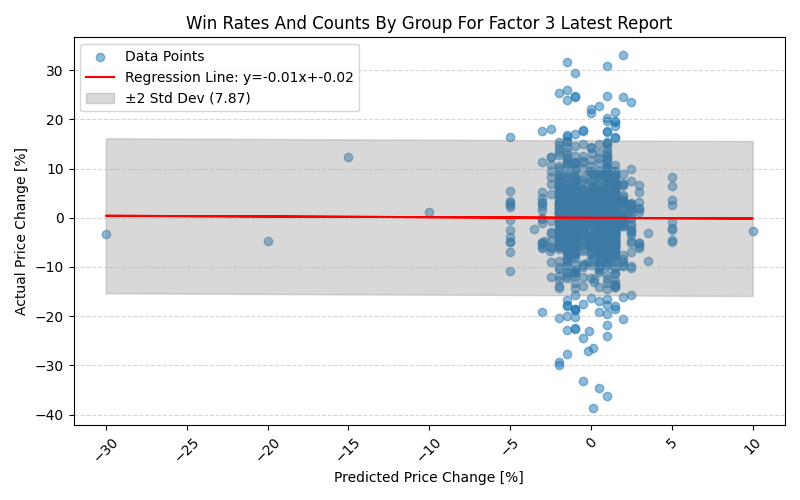 Win Rates And Counts By Group For Factor 3 Latest Report
Data Points
Regression Line: y=-0.01x+-0.02
±2 Std Dev (7.87)
Actual Price Change [%]
30
20
10
0
−10
−20
−30
−40
−30
−25
−20
−15
−10
−5
0
5
10
Predicted Price Change [%]